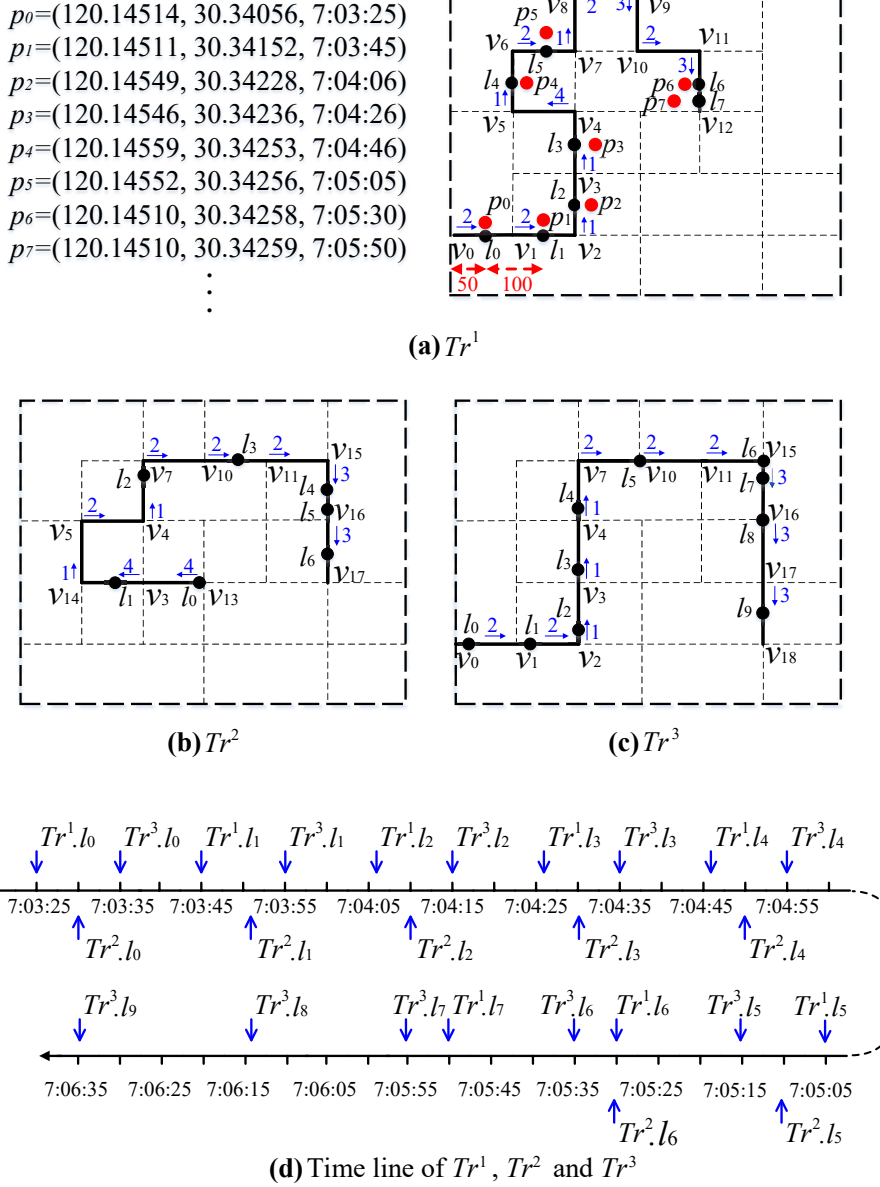 p0=(120.14514, 30.34056, 7:03:25)
p1=(120.14511, 30.34152, 7:03:45)
p2=(120.14549, 30.34228, 7:04:06)
p3=(120.14546, 30.34236, 7:04:26)
p4=(120.14559, 30.34253, 7:04:46)
p5=(120.14552, 30.34256, 7:05:05)
p6=(120.14510, 30.34258, 7:05:30)
p7=(120.14510, 30.34259, 7:05:50)
⋮
p5 v8 2 3 v9
v6 2 1 2 v11
l5 v7 v10
l4 p4 p6 3 l6
1 4 p7 l7
v5 v4 v12
l3 p3
1
p0 l2 v3
2 2 p1 p2
1
v0 l0 v1 l1 v2
50 100
(a) Tr1
2 2 l3 2 v15
l2 v7 v10 v11 3
l4
2 1 l5 v16
v5 v4 3
1 4 4 l6
v14 l1 v3 l0 v13 v17
(b) Tr2
2 2 2 l6 v15
v7 l5 v10 v11 l7 3
l4 1 v16
v4 l8 3
l3 1 v17
v3 3
l0 2 l1 2 l2 1 l9
v0 v1 v2 v18
(c) Tr3
Tr1.l0 Tr3.l0 Tr1.l1 Tr3.l1 Tr1.l2 Tr3.l2 Tr1.l3 Tr3.l3 Tr1.l4 Tr3.l4
7:03:25 7:03:35 7:03:45 7:03:55 7:04:05 7:04:15 7:04:25 7:04:35 7:04:45 7:04:55
Tr2.l0 Tr2.l1 Tr2.l2 Tr2.l3 Tr2.l4
Tr3.l9 Tr3.l8 Tr3.l7 Tr1.l7 Tr3.l6 Tr1.l6 Tr3.l5 Tr1.l5
7:06:35 7:06:25 7:06:15 7:06:05 7:05:55 7:05:45 7:05:35 7:05:25 7:05:15 7:05:05
Tr2.l6 Tr2.l5
(d) Time line of Tr1, Tr2 and Tr3